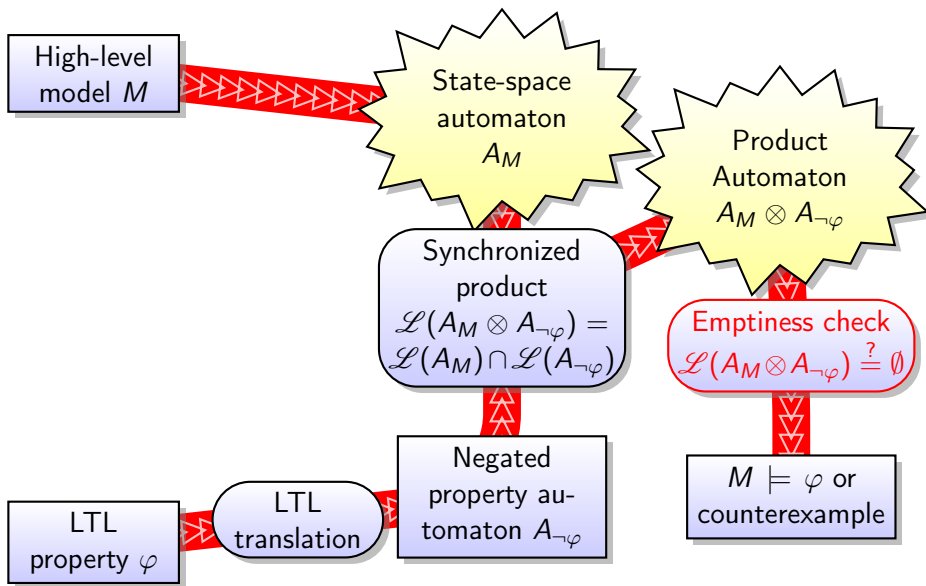 High-level
model M
State-space
automaton
A_M
Product
Automaton
A_M ⊗ A_¬φ
Synchronized
product
ℒ(A_M ⊗ A_¬φ) =
ℒ(A_M) ∩ ℒ(A_¬φ)
Emptiness check
ℒ(A_M ⊗ A_¬φ) ≟ ∅
Negated
property au-
tomaton A_¬φ
M ⊨ φ or
counterexample
LTL
property φ
LTL
translation